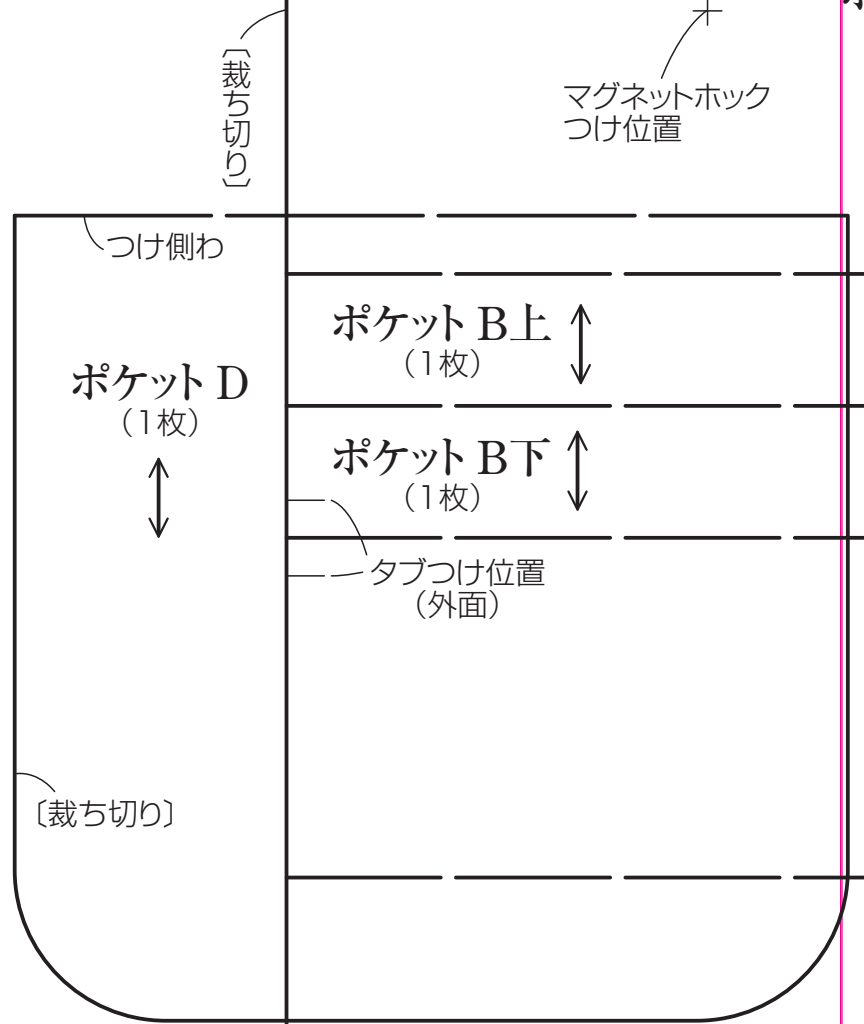 〔裁ち切り〕
マグネットホック
つけ位置
つけ側わ
ポケット B上
（1枚）
ポケット D
（1枚）
ポケット B下
（1枚）
タブつけ位置
（外面）
〔裁ち切り〕